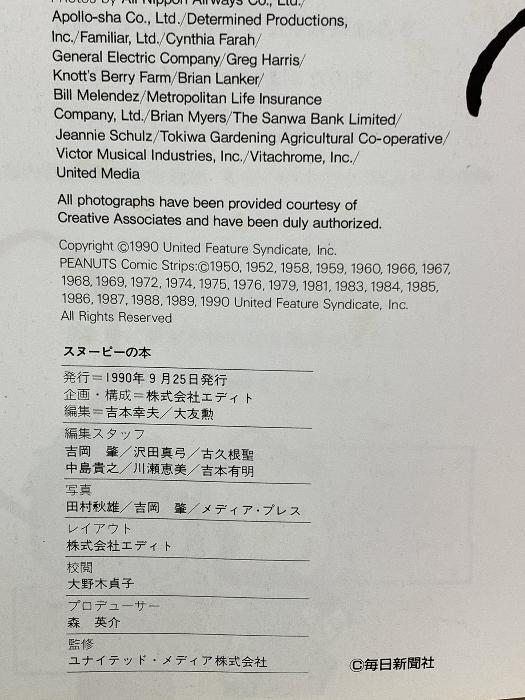 Photos by All Nippon Airways Co., Ltd./
Apollo-sha Co., Ltd./Determined Productions,
Inc./Familiar, Ltd./Cynthia Farah/
General Electric Company/Greg Harris/
Knott's Berry Farm/Brian Lanker/
Bill Melendez/Metropolitan Life Insurance
Company, Ltd./Brian Myers/The Sanwa Bank Limited/
Jeannie Schulz/Tokiwa Gardening Agricultural Co-operative/
Victor Musical Industries, Inc./Vitachrome, Inc./
United Media
All photographs have been provided courtesy of
Creative Associates and have been duly authorized.
Copyright ©1990 United Feature Syndicate, Inc.
PEANUTS Comic Strips:©1950, 1952, 1958, 1959, 1960, 1966, 1967,
1968, 1969, 1972, 1974, 1975, 1976, 1979, 1981, 1983, 1984, 1985,
1986, 1987, 1988, 1989, 1990 United Feature Syndicate, Inc.
All Rights Reserved
スヌーピーの本
発行=1990年9月25日発行
企画・構成=株式会社エディト
編集=吉本幸夫/大友勲
編集スタッフ
吉岡 肇/沢田真弓/古久根聖
中島貴之/川瀬恵美/吉本有明
写真
田村秋雄/吉岡 肇/メディア・プレス
レイアウト
株式会社エディト
校閲
大野木貞子
プロデューサー
森 英介
監修
ユナイテッド・メディア株式会社
©毎日新聞社